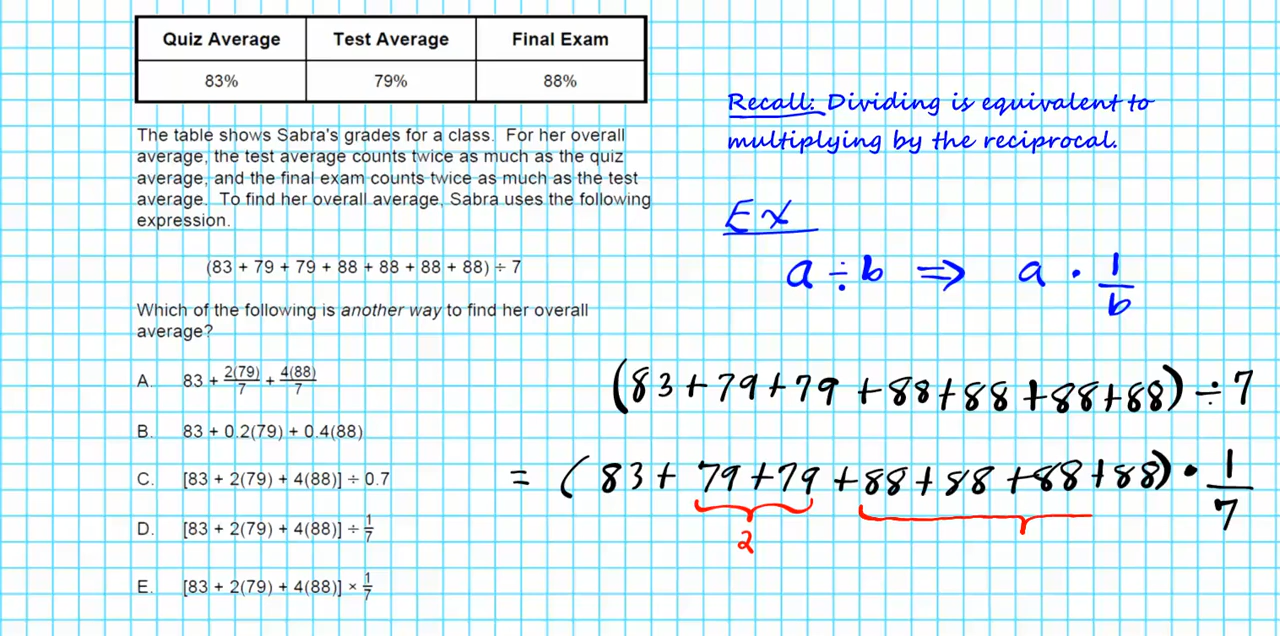 Quiz Average Test Average Final Exam
83% 79% 88%
The table shows Sabra's grades for a class. For her overall
average, the test average counts twice as much as the quiz
average, and the final exam counts twice as much as the test
average. To find her overall average, Sabra uses the following
expression.
(83 + 79 + 79 + 88 + 88 + 88 + 88) ÷ 7
Which of the following is another way to find her overall
average?
A. 83 + 2(79)/7 + 4(88)/7
B. 83 + 0.2(79) + 0.4(88)
C. [83 + 2(79) + 4(88)] ÷ 0.7
D. [83 + 2(79) + 4(88)] ÷ 1/7
E. [83 + 2(79) + 4(88)] × 1/7
Recall: Dividing is equivalent to
multiplying by the reciprocal.
Ex
a ÷ b ⇒ a · 1/b
(83 + 79 + 79 + 88 + 88 + 88 + 88) ÷ 7
= (83 + 79 + 79 + 88 + 88 + 88 + 88) · 1/7
2